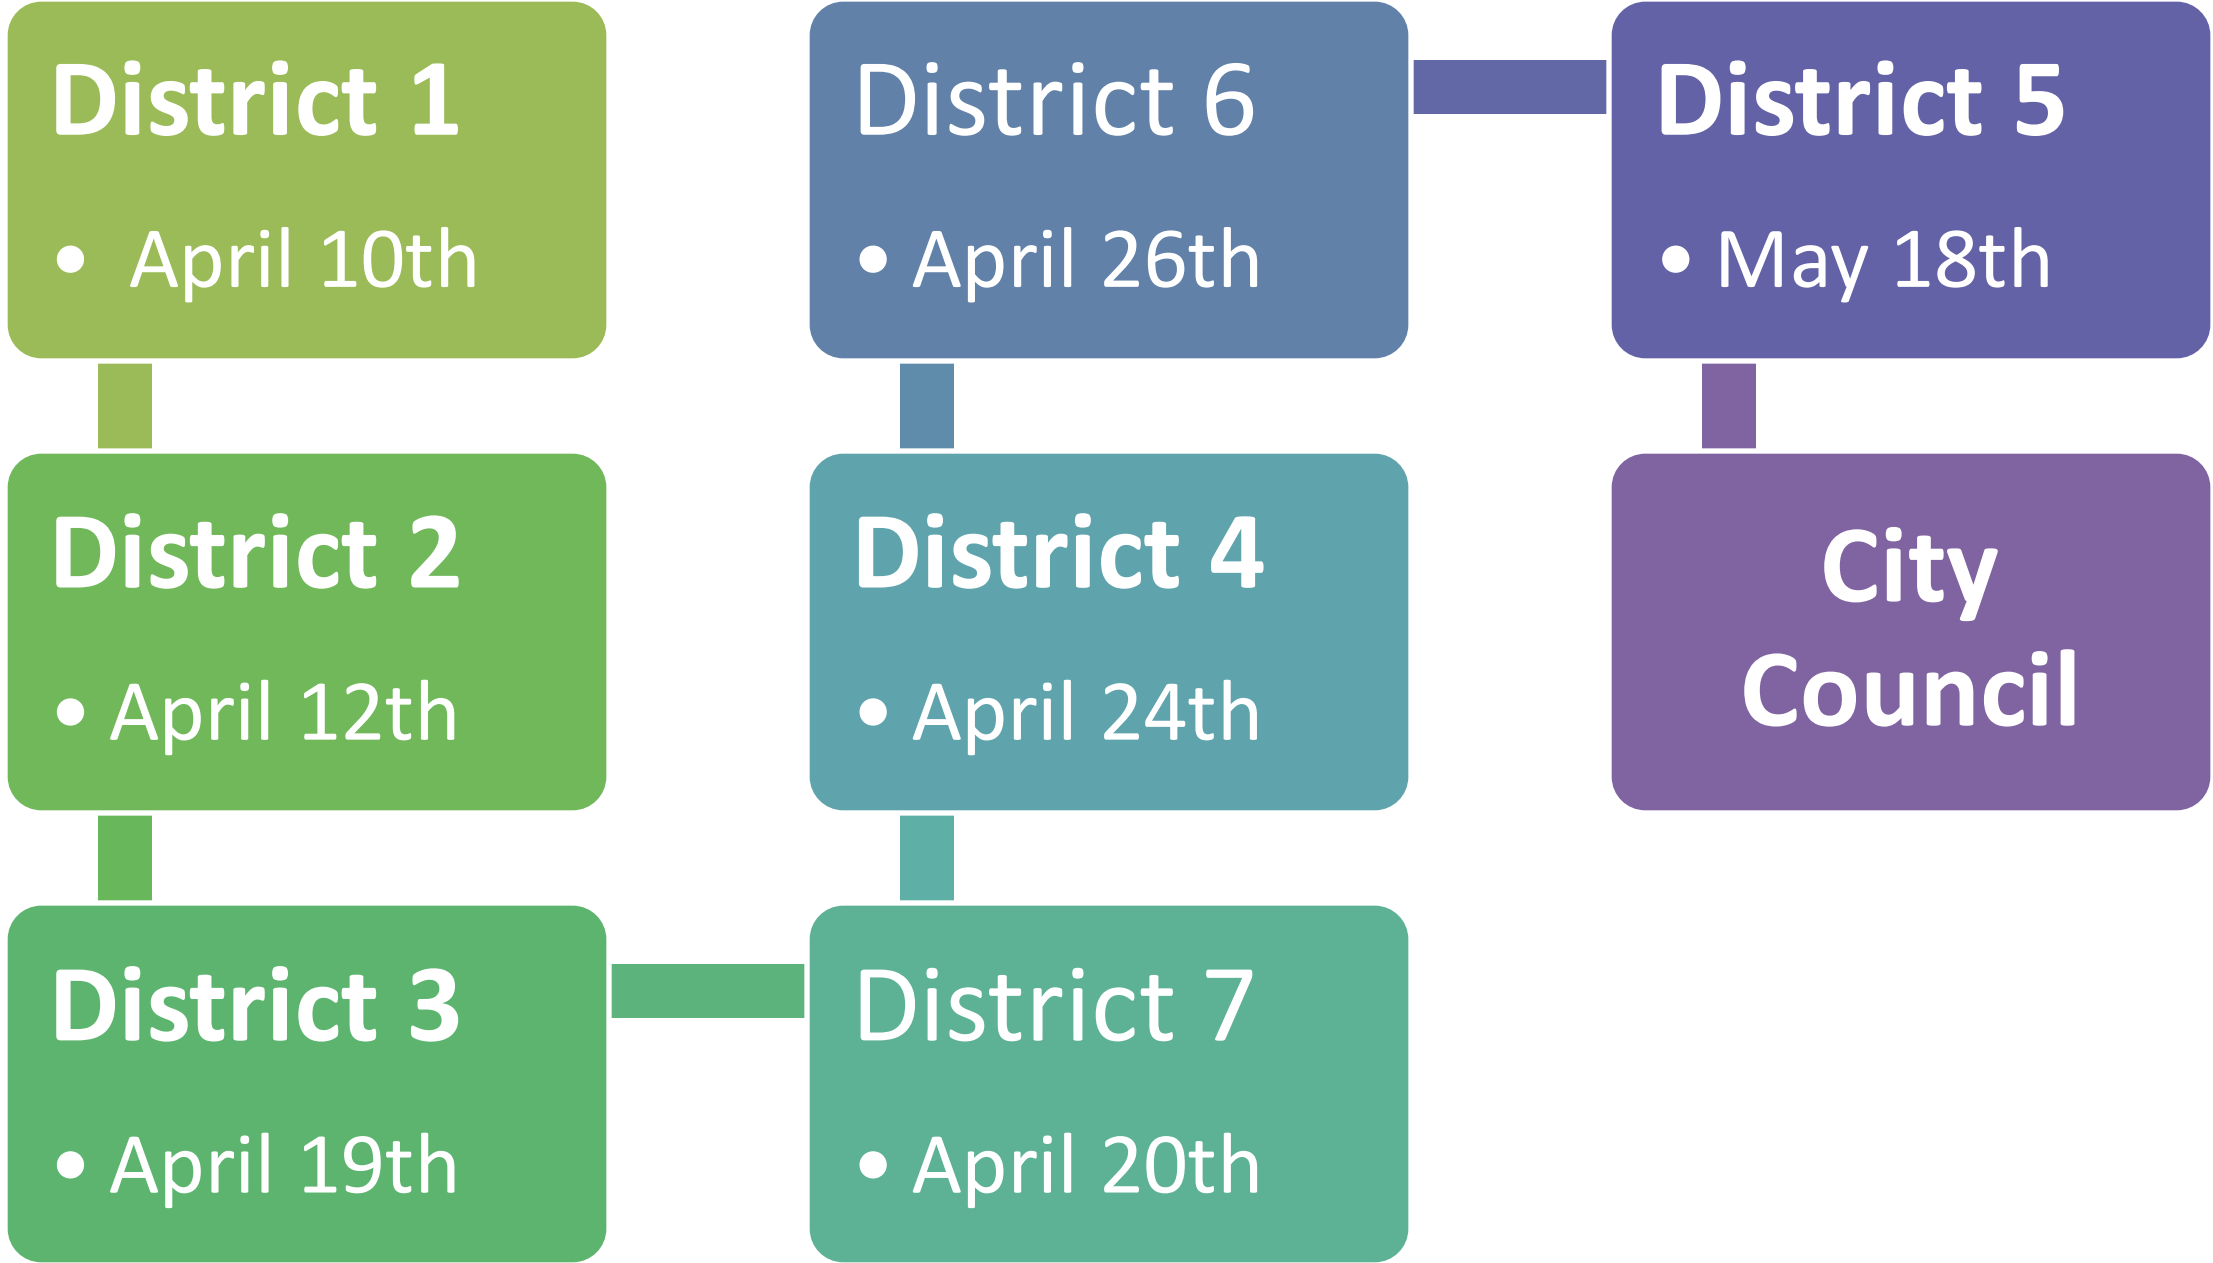 District 1
• April 10th
District 2
• April 12th
District 3
• April 19th
District 7
• April 20th
District 4
• April 24th
District 6
• April 26th
District 5
• May 18th
City
Council